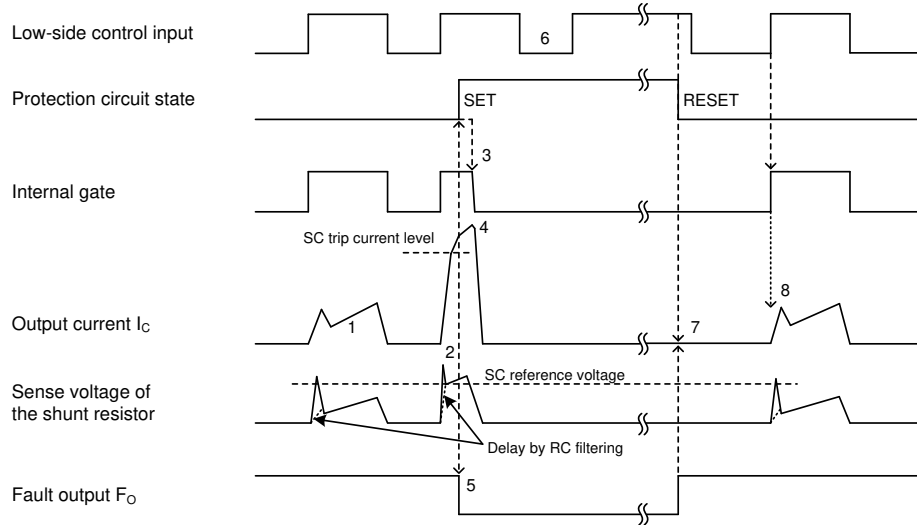 Low-side control input
6
Protection circuit state
SET
RESET
3
Internal gate
4
SC trip current level
8
Output current I_C
1
7
2
SC reference voltage
Sense voltage of
the shunt resistor
Delay by RC filtering
5
Fault output F_O